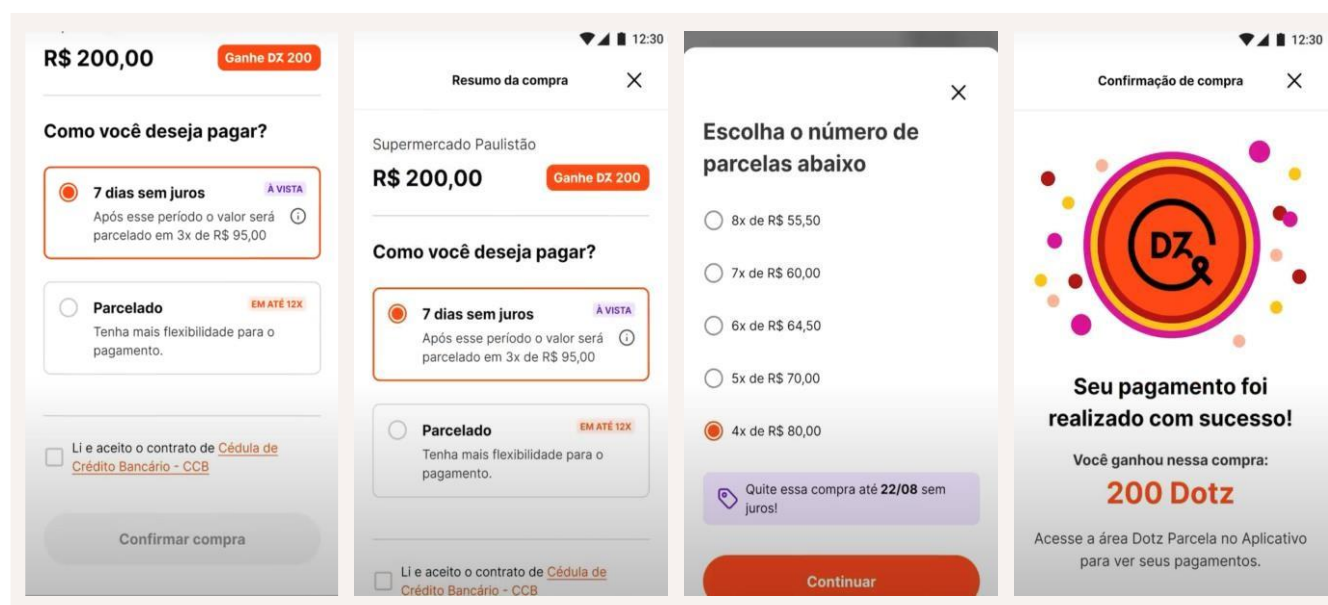 R$ 200,00
Ganhe DZ 200
Como você deseja pagar?
7 dias sem juros
À VISTA
Após esse período o valor será
parcelado em 3x de R$ 95,00
Parcelado
EM ATÉ 12X
Tenha mais flexibilidade para o
pagamento.
Li e aceito o contrato de Cédula de
Crédito Bancário - CCB
Confirmar compra
12:30
Resumo da compra
Supermercado Paulistão
R$ 200,00
Ganhe DZ 200
Como você deseja pagar?
7 dias sem juros
À VISTA
Após esse período o valor será
parcelado em 3x de R$ 95,00
Parcelado
EM ATÉ 12X
Tenha mais flexibilidade para o
pagamento.
Li e aceito o contrato de Cédula de
Crédito Bancário - CCB
Escolha o número de
parcelas abaixo
8x de R$ 55,50
7x de R$ 60,00
6x de R$ 64,50
5x de R$ 70,00
4x de R$ 80,00
Quite essa compra até 22/08 sem
juros!
Continuar
12:30
Confirmação de compra
DZ
Seu pagamento foi
realizado com sucesso!
Você ganhou nessa compra:
200 Dotz
Acesse a área Dotz Parcela no Aplicativo
para ver seus pagamentos.